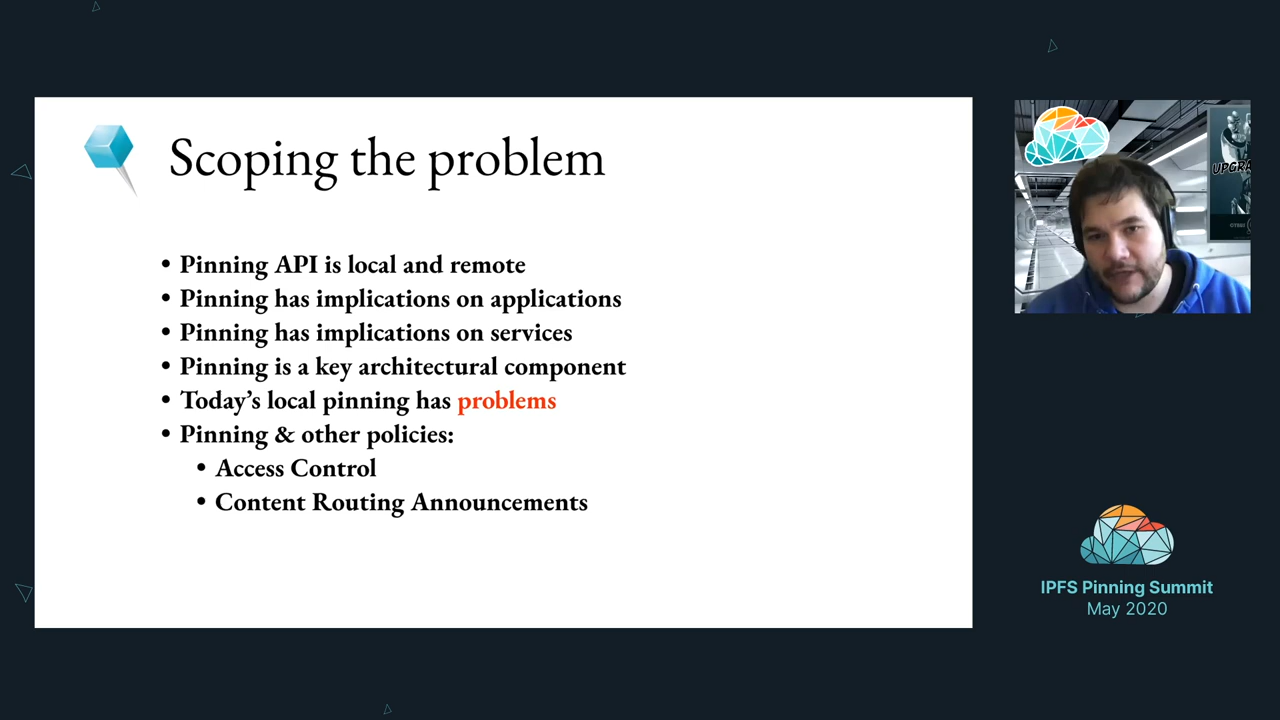 Scoping the problem
• Pinning API is local and remote
• Pinning has implications on applications
• Pinning has implications on services
• Pinning is a key architectural component
• Today’s local pinning has problems
• Pinning & other policies:
• Access Control
• Content Routing Announcements
UPGRA
IPFS Pinning Summit
May 2020